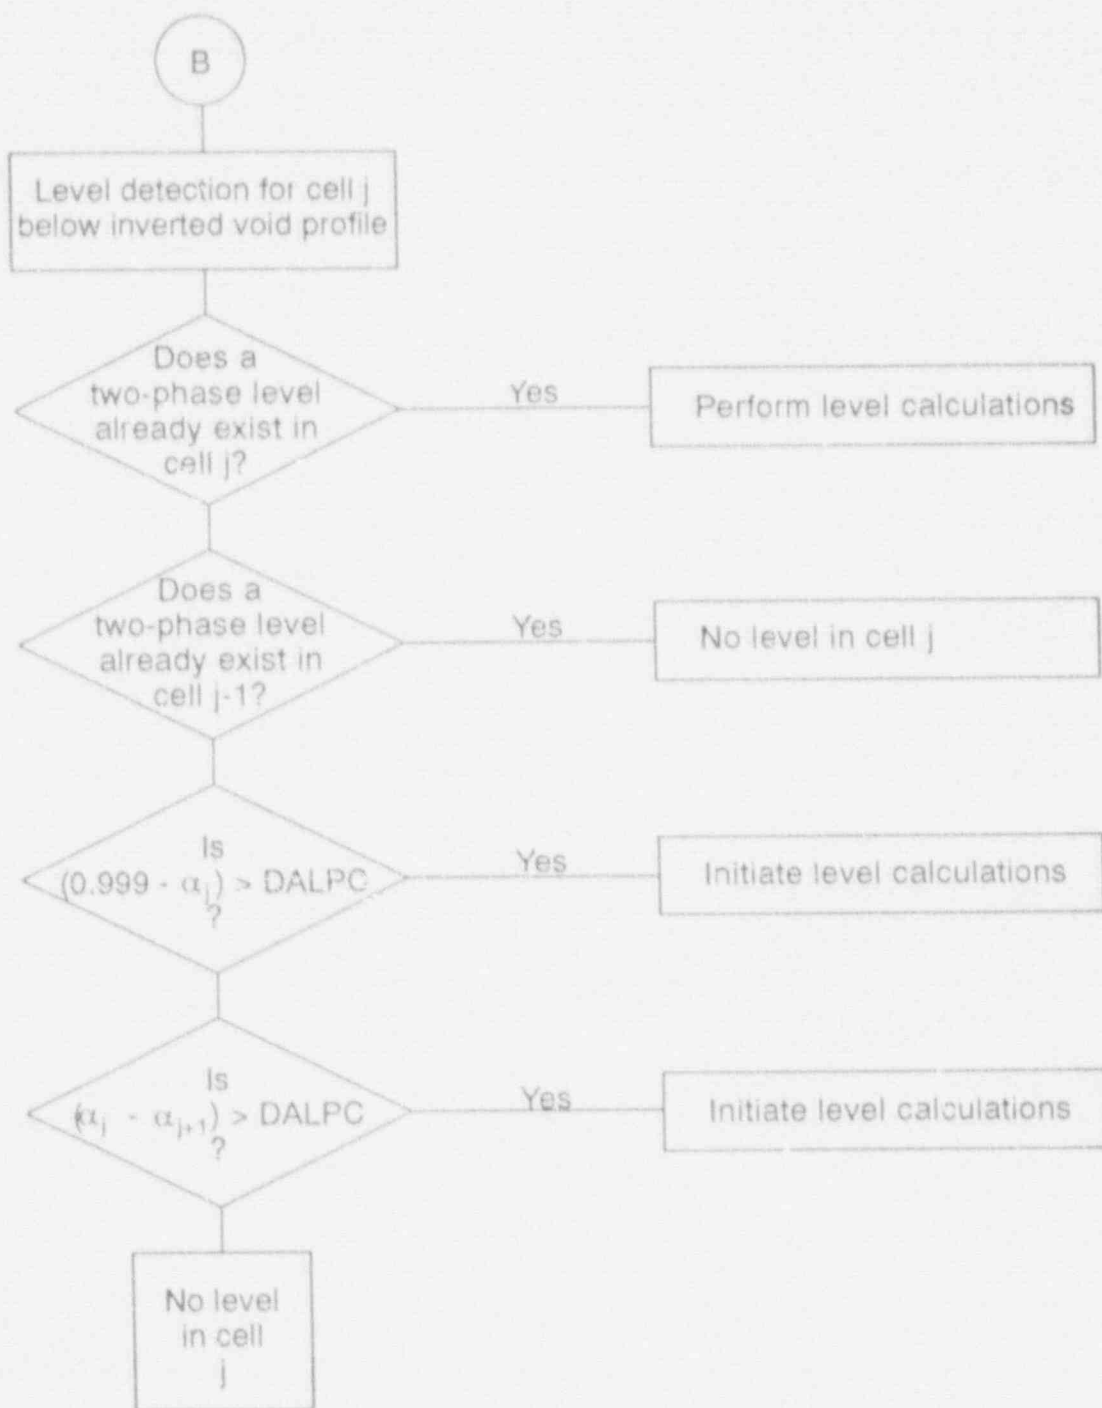 B
Level detection for cell j
below inverted void profile
Does a
two-phase level
already exist in
cell j?
Yes
Perform level calculations
Does a
two-phase level
already exist in
cell j-1?
Yes
No level in cell j
Is
(0.999 - αj) > DALPC
?
Yes
Initiate level calculations
Is
(αj - αj+1) > DALPC
?
Yes
Initiate level calculations
No level
in cell
j